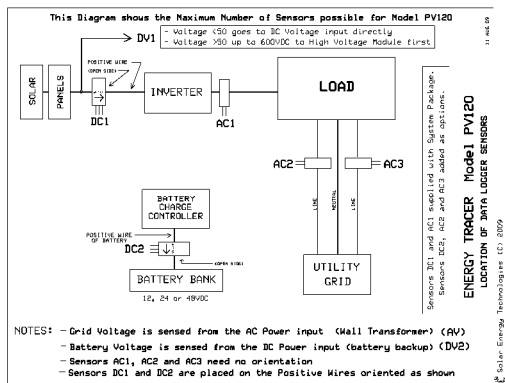 This Diagram shows the Maximum Number of Sensors possible for Model PV120
DV1
- Voltage <50 goes to DC Voltage input directly
- Voltage >50 up to 600VDC to High Voltage Module first
11 AUG 09
POSITIVE WIRE
(OPEN SIDE)
SOLAR
PANELS
DC1
INVERTER
AC1
LOAD
AC2
AC3
LINE
NEUTRAL
LINE
UTILITY
GRID
BATTERY
CHARGE
CONTROLLER
POSITIVE WIRE
OF BATTERY
DC2
(OPEN SIDE)
BATTERY BANK
12, 24 or 48VDC
Sensors DC1 and AC1 supplied with System Package.
Sensors DC2, AC2 and AC3 added as options.
ENERGY TRACER Model PV120
LOCATION OF DATA LOGGER SENSORS
Solar Energy Technologies (C) 2009
NOTES: - Grid Voltage is sensed from the AC Power input (Wall Transformer) (AV)
- Battery Voltage is sensed from the DC Power input (battery backup) (DV2)
- Sensors AC1, AC2 and AC3 need no orientation
- Sensors DC1 and DC2 are placed on the Positive Wires oriented as shown